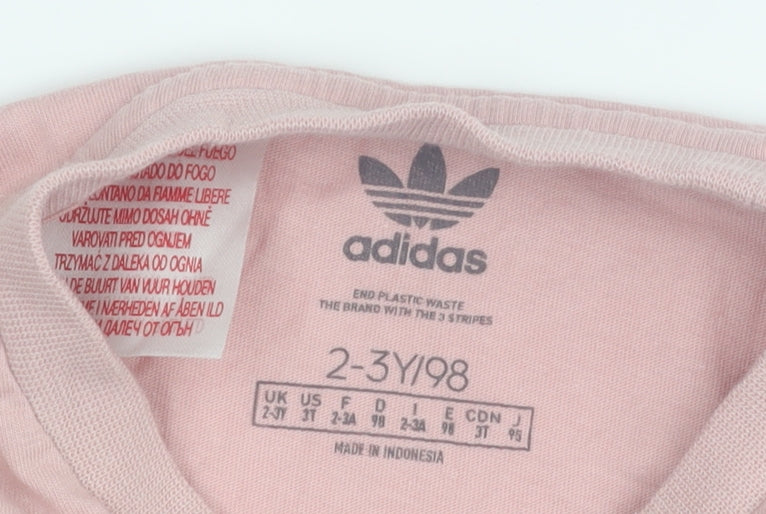 FUEGO
DO FOGO
LONTANO DA FIAMME LIBERE
MIMO DOSAH OHNĚ
VAROVATI PRED OGNJEM
TRZYMAĆ Z DALEKA OD OGNIA
DE BUURT VAN VUUR HOUDEN
I NÆRHEDEN AF ÅBEN ILD
ДАЛЕЧ ОТ ОГЪН
adidas
END PLASTIC WASTE
THE BRAND WITH THE 3 STRIPES
2-3Y/98
UK US F D I E CDN J
2-3Y 3T 2-3A 98 2-3A 98 3T 95
MADE IN INDONESIA